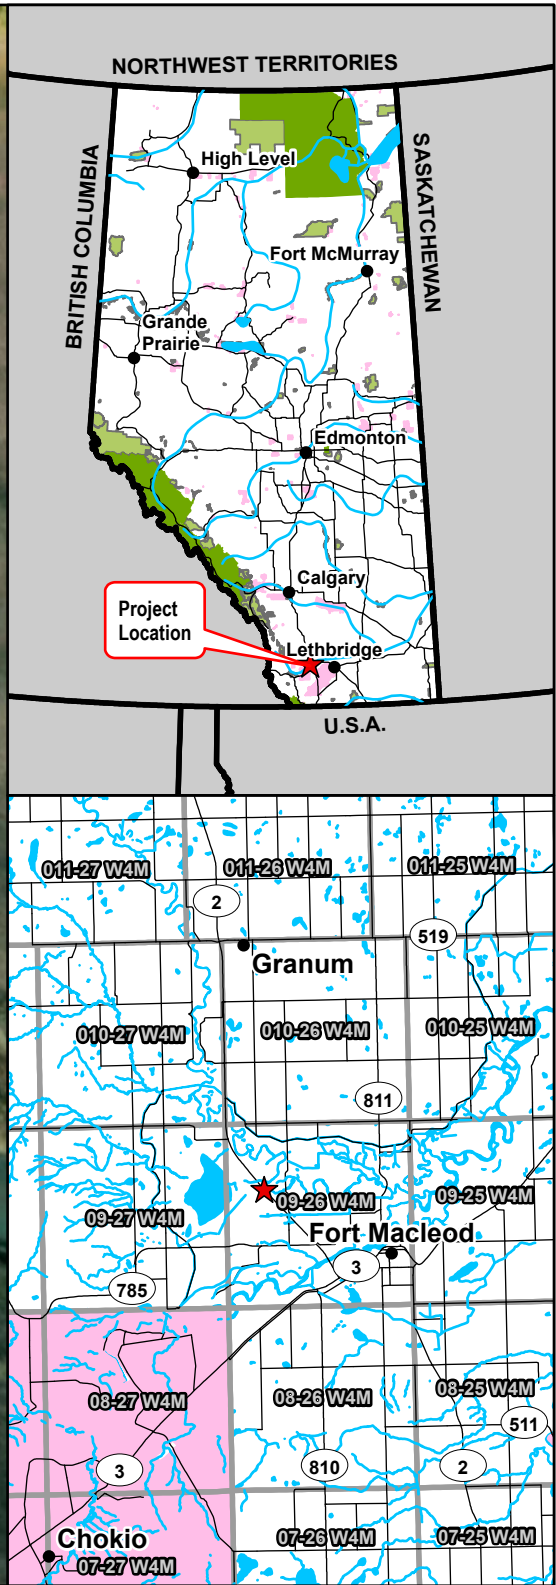 NORTHWEST TERRITORIES
BRITISH COLUMBIA
SASKATCHEWAN
High Level
Fort McMurray
Grande
Prairie
Edmonton
Calgary
Project
Location
Lethbridge
U.S.A.
011-27 W4M
011-26 W4M
011-25 W4M
2
519
Granum
010-27 W4M
010-26 W4M
010-25 W4M
811
09-27 W4M
09-26 W4M
09-25 W4M
Fort Macleod
3
785
08-27 W4M
08-26 W4M
08-25 W4M
511
3
810
2
Chokio
07-27 W4M
07-26 W4M
07-25 W4M